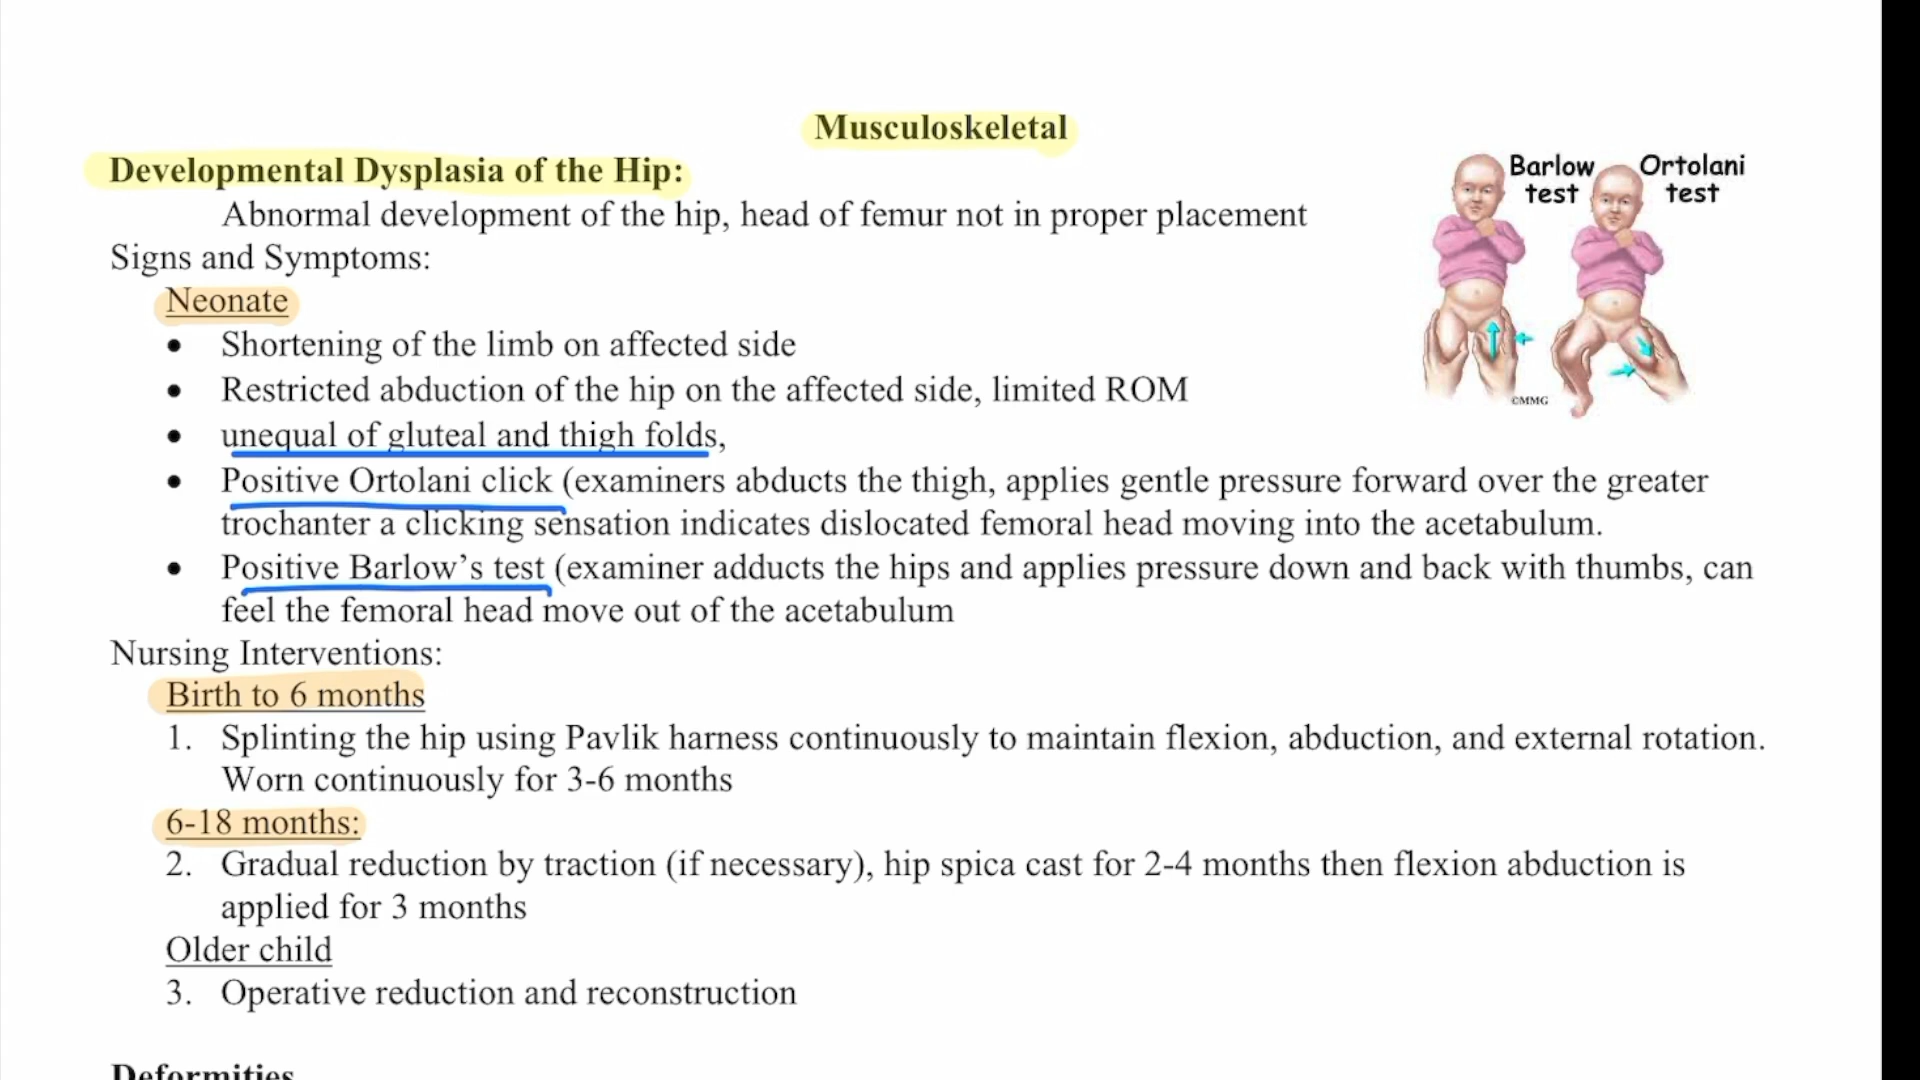 Musculoskeletal
Developmental Dysplasia of the Hip:
Abnormal development of the hip, head of femur not in proper placement
Barlow test
Ortolani test
©MMG
Signs and Symptoms:
Neonate
• Shortening of the limb on affected side
• Restricted abduction of the hip on the affected side, limited ROM
• unequal of gluteal and thigh folds,
• Positive Ortolani click (examiners abducts the thigh, applies gentle pressure forward over the greater
trochanter a clicking sensation indicates dislocated femoral head moving into the acetabulum.
• Positive Barlow’s test (examiner adducts the hips and applies pressure down and back with thumbs, can
feel the femoral head move out of the acetabulum
Nursing Interventions:
Birth to 6 months
1. Splinting the hip using Pavlik harness continuously to maintain flexion, abduction, and external rotation.
Worn continuously for 3-6 months
6-18 months:
2. Gradual reduction by traction (if necessary), hip spica cast for 2-4 months then flexion abduction is
applied for 3 months
Older child
3. Operative reduction and reconstruction
Deformities